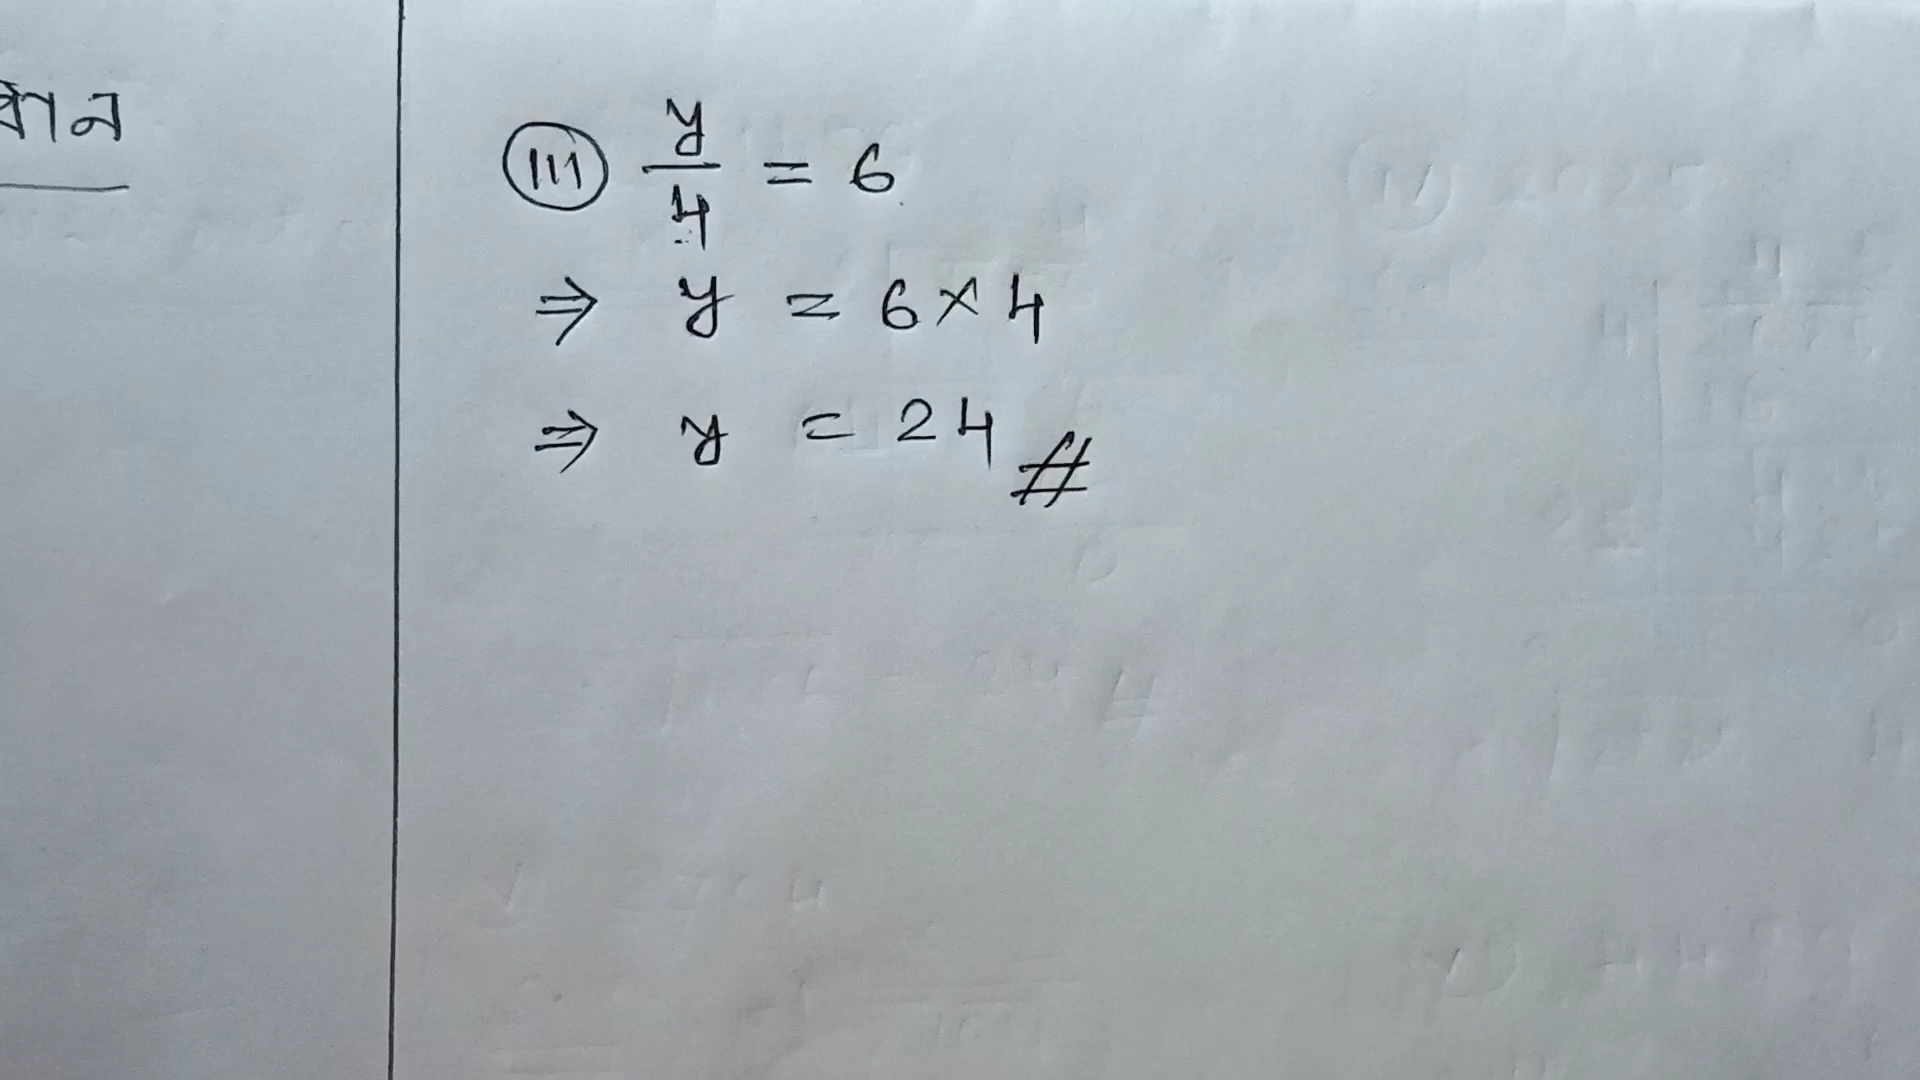 (iii) y/4 = 6
⇒ y = 6 × 4
⇒ y = 24 #